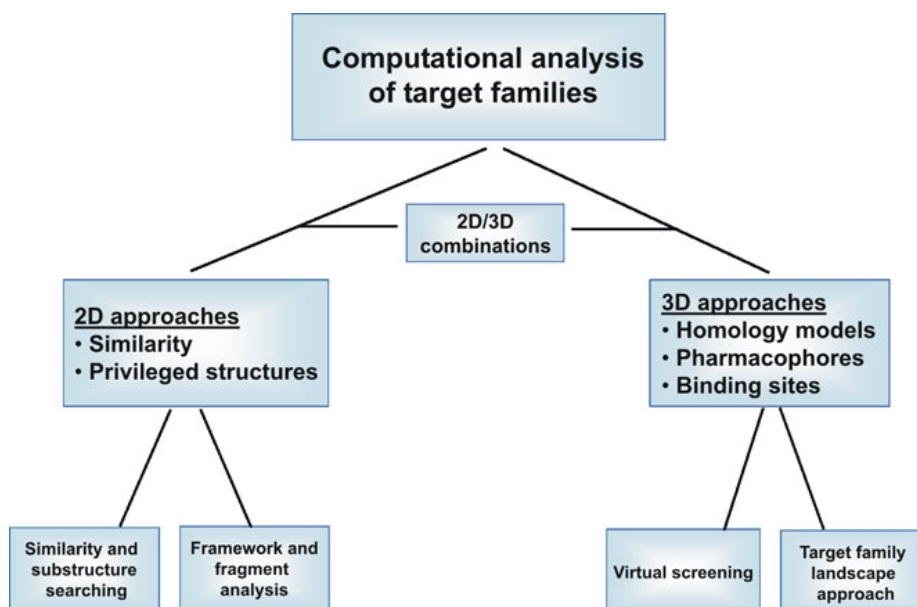 Computational analysis
of target families
2D/3D
combinations
2D approaches
• Similarity
• Privileged structures
3D approaches
• Homology models
• Pharmacophores
• Binding sites
Similarity and
substructure
searching
Framework and
fragment
analysis
Virtual screening
Target family
landscape
approach